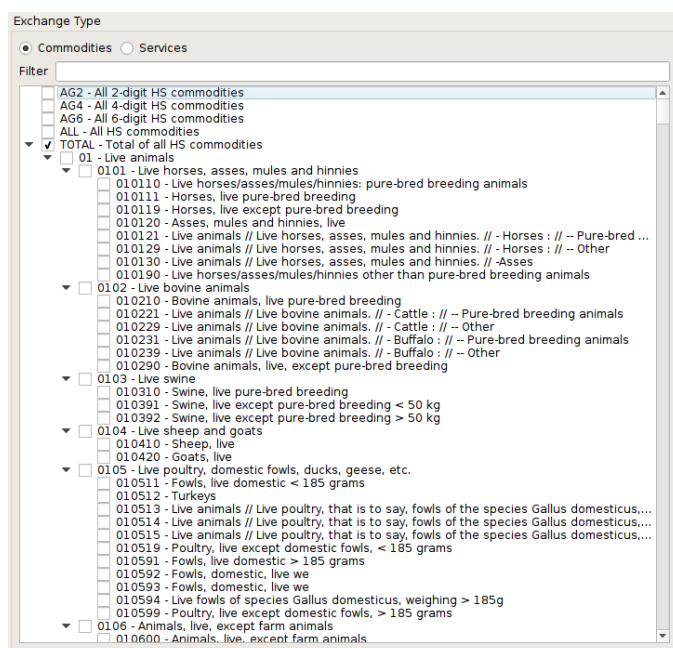 Exchange Type
Commodities Services
Filter
AG2 - All 2-digit HS commodities
AG4 - All 4-digit HS commodities
AG6 - All 6-digit HS commodities
ALL - All HS commodities
TOTAL - Total of all HS commodities
01 - Live animals
0101 - Live horses, asses, mules and hinnies
010110 - Live horses/asses/mules/hinnies: pure-bred breeding animals
010111 - Horses, live pure-bred breeding
010119 - Horses, live except pure-bred breeding
010120 - Asses, mules and hinnies, live
010121 - Live animals // Live horses, asses, mules and hinnies. // - Horses : // -- Pure-bred ...
010129 - Live animals // Live horses, asses, mules and hinnies. // - Horses : // -- Other
010130 - Live animals // Live horses, asses, mules and hinnies. // -Asses
010190 - Live horses/asses/mules/hinnies other than pure-bred breeding animals
0102 - Live bovine animals
010210 - Bovine animals, live pure-bred breeding
010221 - Live animals // Live bovine animals. // - Cattle : // -- Pure-bred breeding animals
010229 - Live animals // Live bovine animals. // - Cattle : // -- Other
010231 - Live animals // Live bovine animals. // - Buffalo : // -- Pure-bred breeding animals
010239 - Live animals // Live bovine animals. // - Buffalo : // -- Other
010290 - Bovine animals, live, except pure-bred breeding
0103 - Live swine
010310 - Swine, live pure-bred breeding
010391 - Swine, live except pure-bred breeding < 50 kg
010392 - Swine, live except pure-bred breeding > 50 kg
0104 - Live sheep and goats
010410 - Sheep, live
010420 - Goats, live
0105 - Live poultry, domestic fowls, ducks, geese, etc.
010511 - Fowls, live domestic < 185 grams
010512 - Turkeys
010513 - Live animals // Live poultry, that is to say, fowls of the species Gallus domesticus,...
010514 - Live animals // Live poultry, that is to say, fowls of the species Gallus domesticus,...
010515 - Live animals // Live poultry, that is to say, fowls of the species Gallus domesticus,...
010519 - Poultry, live except domestic fowls, < 185 grams
010591 - Fowls, live domestic > 185 grams
010592 - Fowls, domestic, live we
010593 - Fowls, domestic, live we
010594 - Live fowls of species Gallus domesticus, weighing > 185g
010599 - Poultry, live except domestic fowls, > 185 grams
0106 - Animals, live, except farm animals
010600 - Animals, live, except farm animals